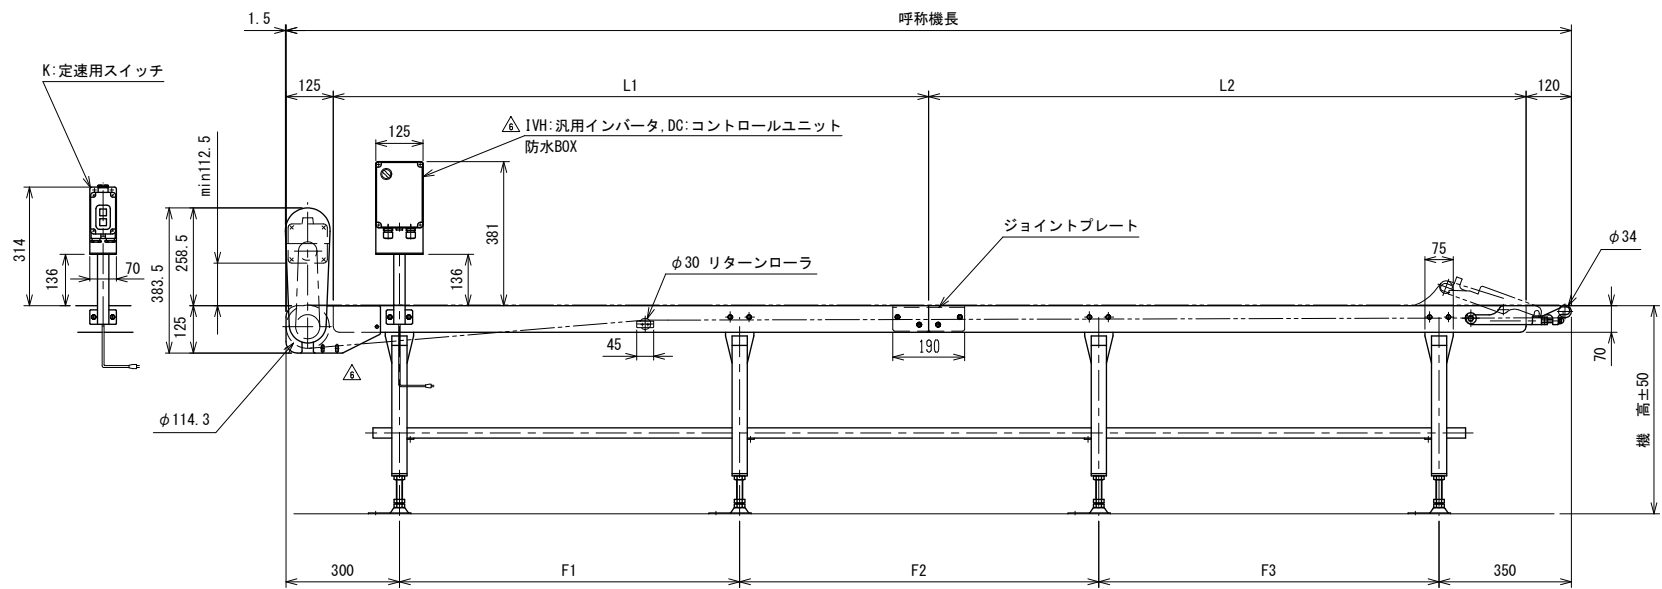 1.5
呼称機長
K:定速用スイッチ
125
L1
L2
120
6 IVH:汎用インバータ,DC:コントロールユニット
防水BOX
125
min112.5
314
136
70
383.5
258.5
125
381
136
ジョイントプレート
φ30 リターンローラ
75
φ34
45
190
70
6
φ114.3
機 高±50
300
F1
F2
F3
350